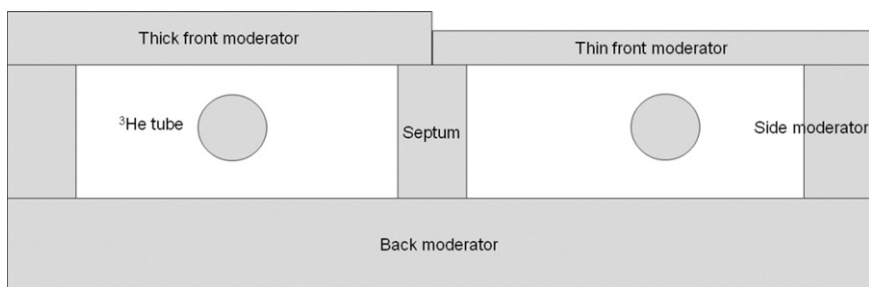 Thick front moderator
Thin front moderator
³He tube
Septum
Side moderator
Back moderator